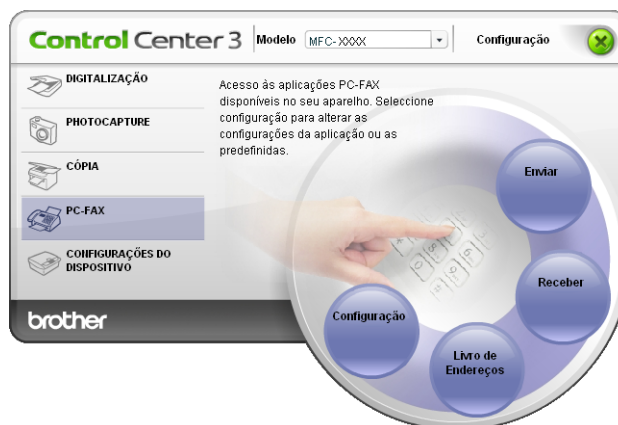 Control Center 3
Modelo
MFC-XXXX
Configuração
DIGITALIZAÇÃO
PHOTOCAPTURE
CÓPIA
PC-FAX
CONFIGURAÇÕES DO
DISPOSITIVO
brother
Acesso às aplicações PC-FAX
disponíveis no seu aparelho. Seleccione
configuração para alterar as
configurações da aplicação ou as
predefinidas.
Enviar
Receber
Livro de
Endereços
Configuração